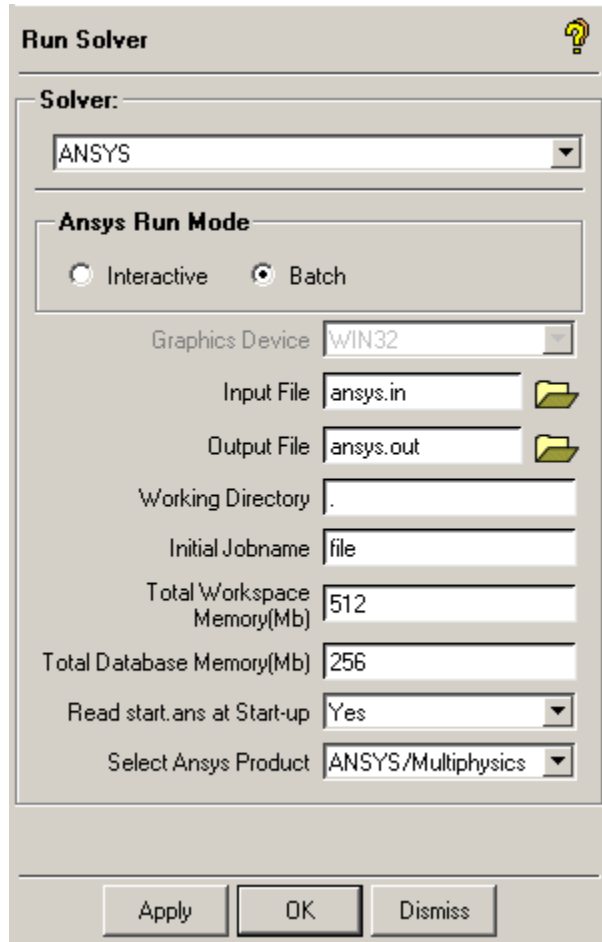 Run Solver
Solver:
ANSYS
Ansys Run Mode
Interactive Batch
Graphics Device WIN32
Input File ansys.in
Output File ansys.out
Working Directory .
Initial Jobname file
Total Workspace
Memory(Mb) 512
Total Database Memory(Mb) 256
Read start.ans at Start-up Yes
Select Ansys Product ANSYS/Multiphysics
Apply OK Dismiss